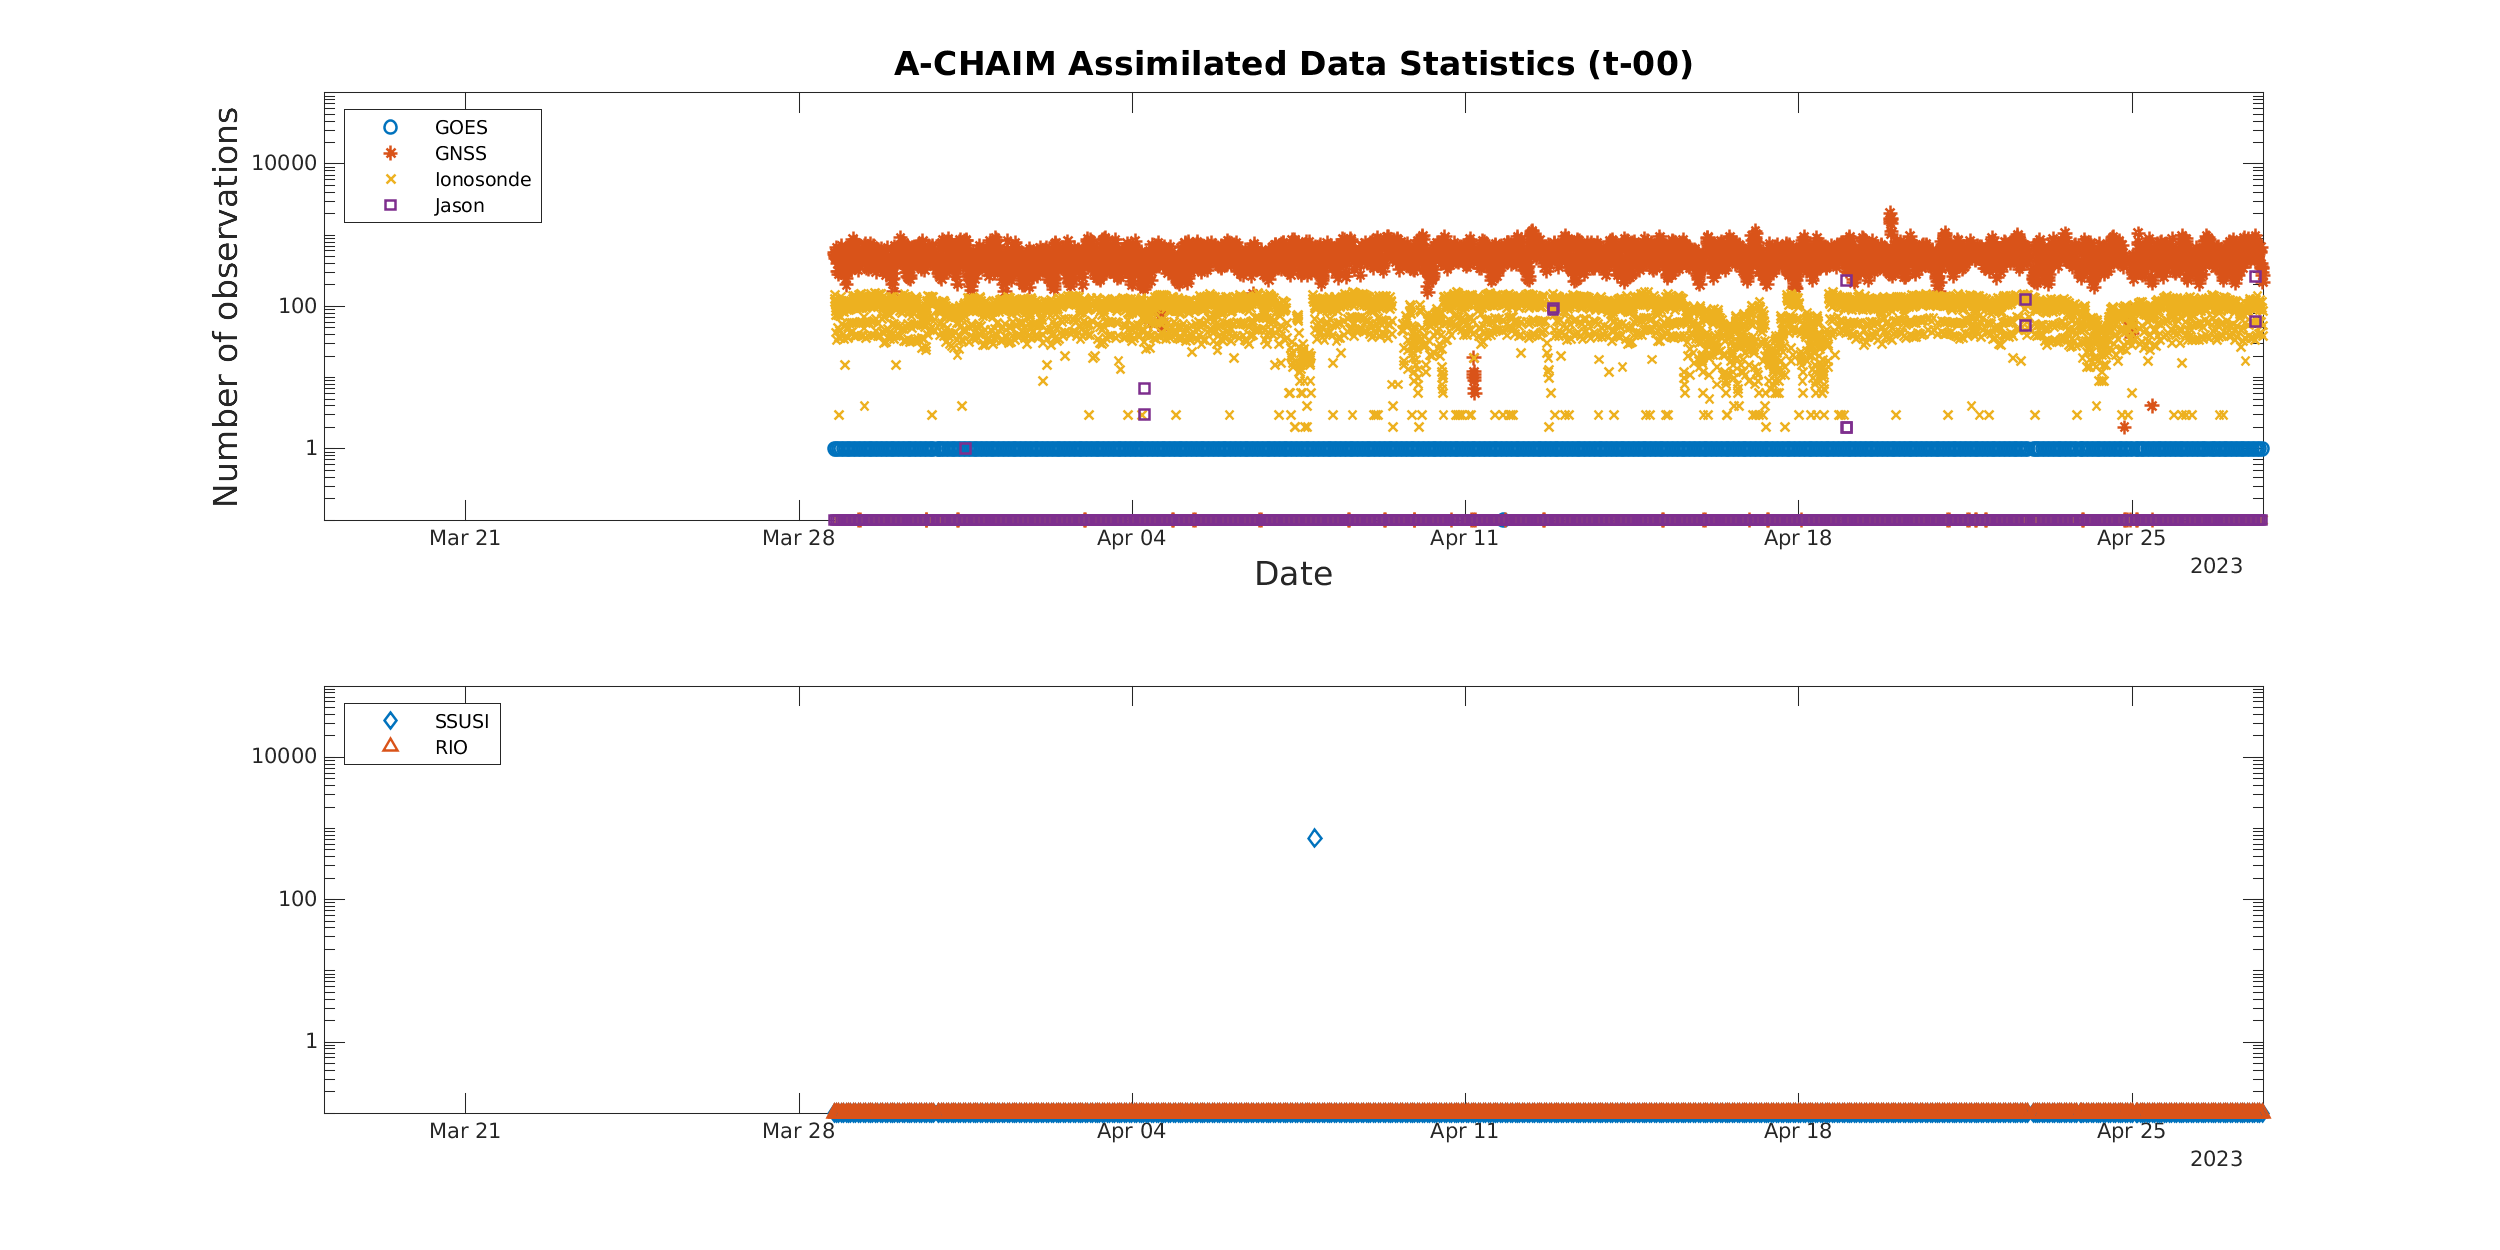 A-CHAIM Assimilated Data Statistics (t-00)
Number of observations
GOES
GNSS
Ionosonde
Jason
10000
100
1
Mar 21 Mar 28 Apr 04 Apr 11 Apr 18 Apr 25
2023
Date
SSUSI
RIO
10000
100
1
Mar 21 Mar 28 Apr 04 Apr 11 Apr 18 Apr 25
2023